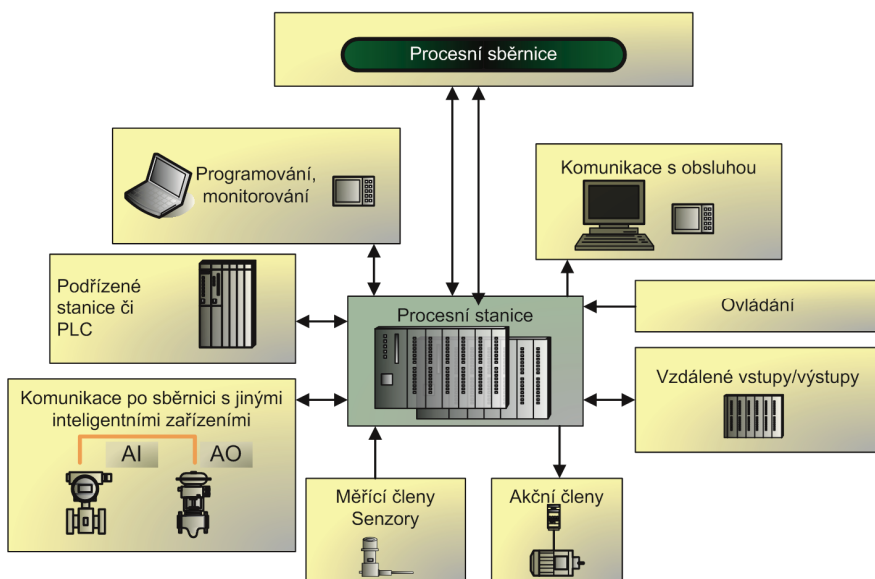 Procesní sběrnice
Programování,
monitorování
Komunikace s obsluhou
Podřízené
stanice či
PLC
Procesní stanice
Ovládání
Vzdálené vstupy/výstupy
Komunikace po sběrnici s jinými
inteligentními zařízeními
AI
AO
Měřící členy
Senzory
Akční členy